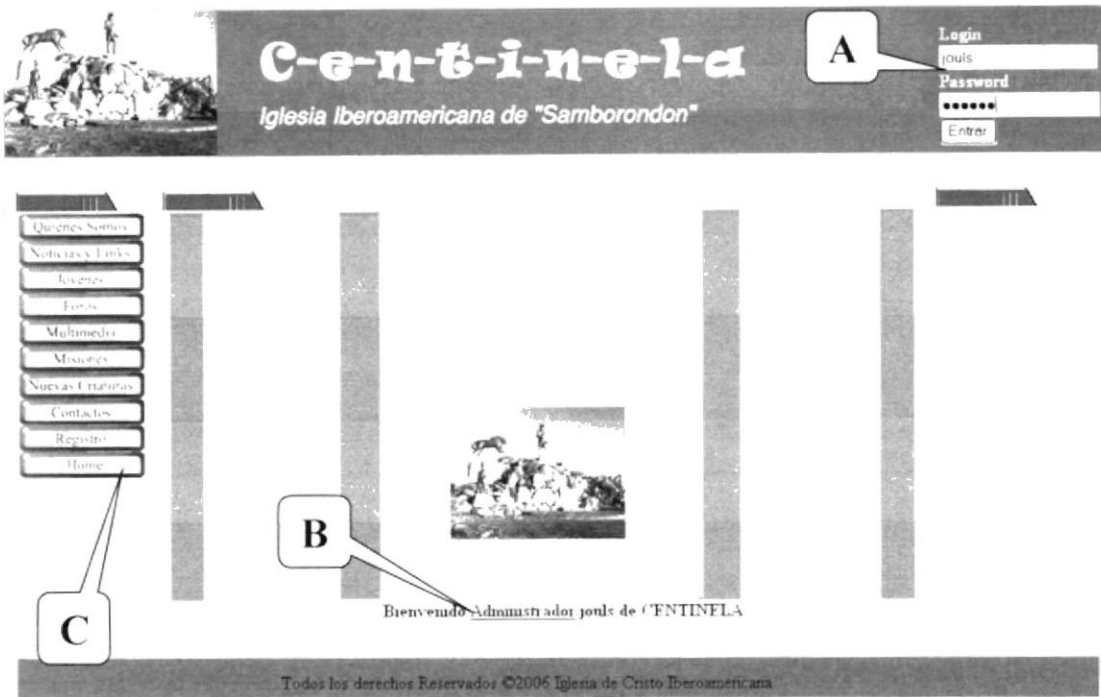 C-e-n-t-i-n-e-l-a
Iglesia Iberoamericana de "Samborondon"
A
Login
jouls
Password
••••••
Entrar
Quienes Somos
Noticias y Links
Jovenes
Foros
Multimedia
Misiones
Nuevas Criaturas
Contactos
Registro
Home
B
Bienvenido Administrador jouls de CENTINELA
C
Todos los derechos Reservados ©2006 Iglesia de Cristo Iberoamericana